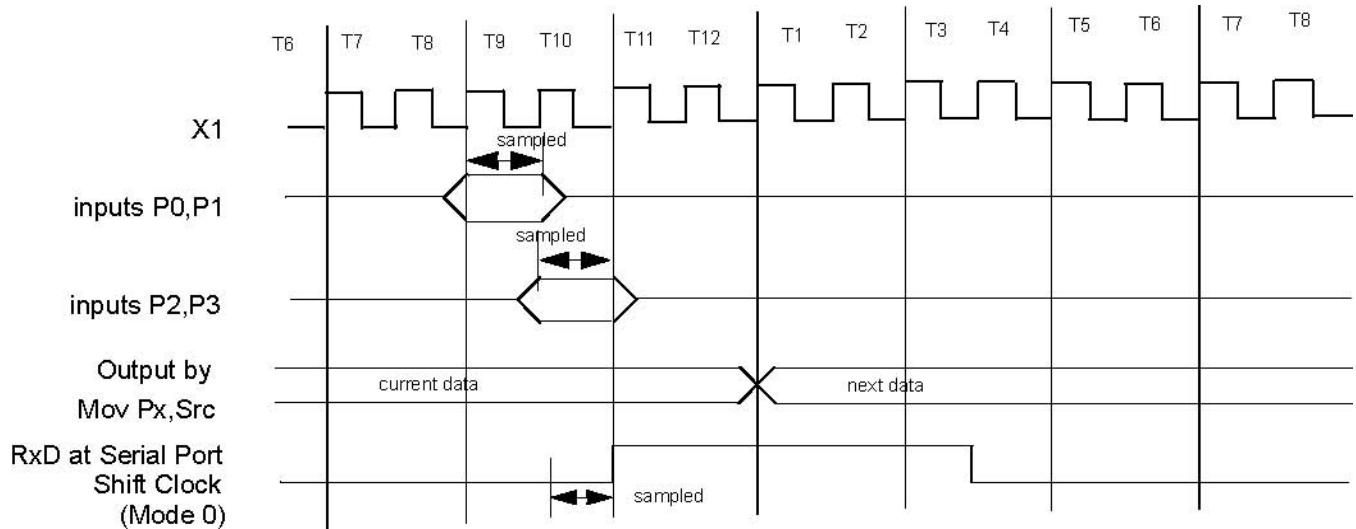 T6 T7 T8 T9 T10 T11 T12 T1 T2 T3 T4 T5 T6 T7 T8
X1
sampled
inputs P0,P1
sampled
inputs P2,P3
Output by
current data
next data
Mov Px,Src
RxD at Serial Port
Shift Clock
sampled
(Mode 0)